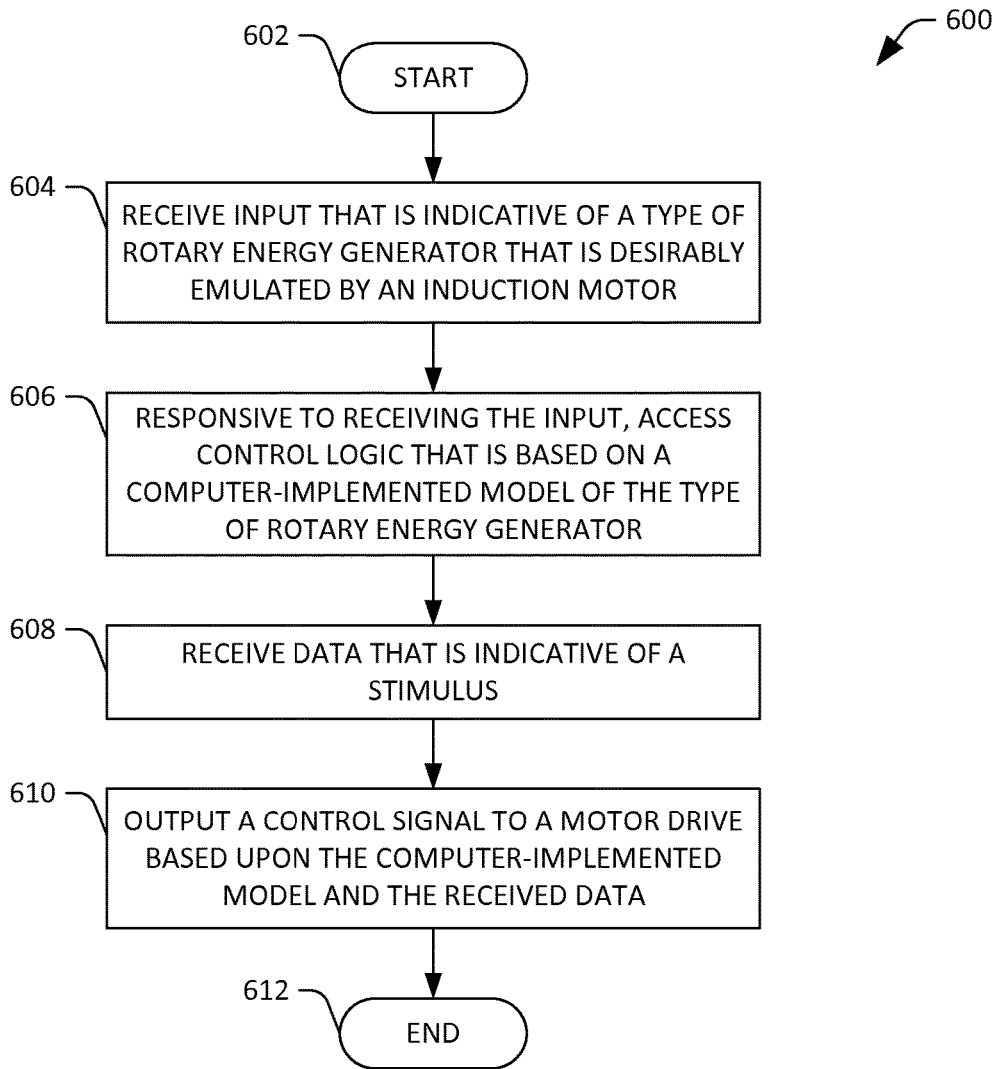 600
602
START
604
RECEIVE INPUT THAT IS INDICATIVE OF A TYPE OF
ROTARY ENERGY GENERATOR THAT IS DESIRABLY
EMULATED BY AN INDUCTION MOTOR
606
RESPONSIVE TO RECEIVING THE INPUT, ACCESS
CONTROL LOGIC THAT IS BASED ON A
COMPUTER-IMPLEMENTED MODEL OF THE TYPE
OF ROTARY ENERGY GENERATOR
608
RECEIVE DATA THAT IS INDICATIVE OF A
STIMULUS
610
OUTPUT A CONTROL SIGNAL TO A MOTOR DRIVE
BASED UPON THE COMPUTER-IMPLEMENTED
MODEL AND THE RECEIVED DATA
612
END